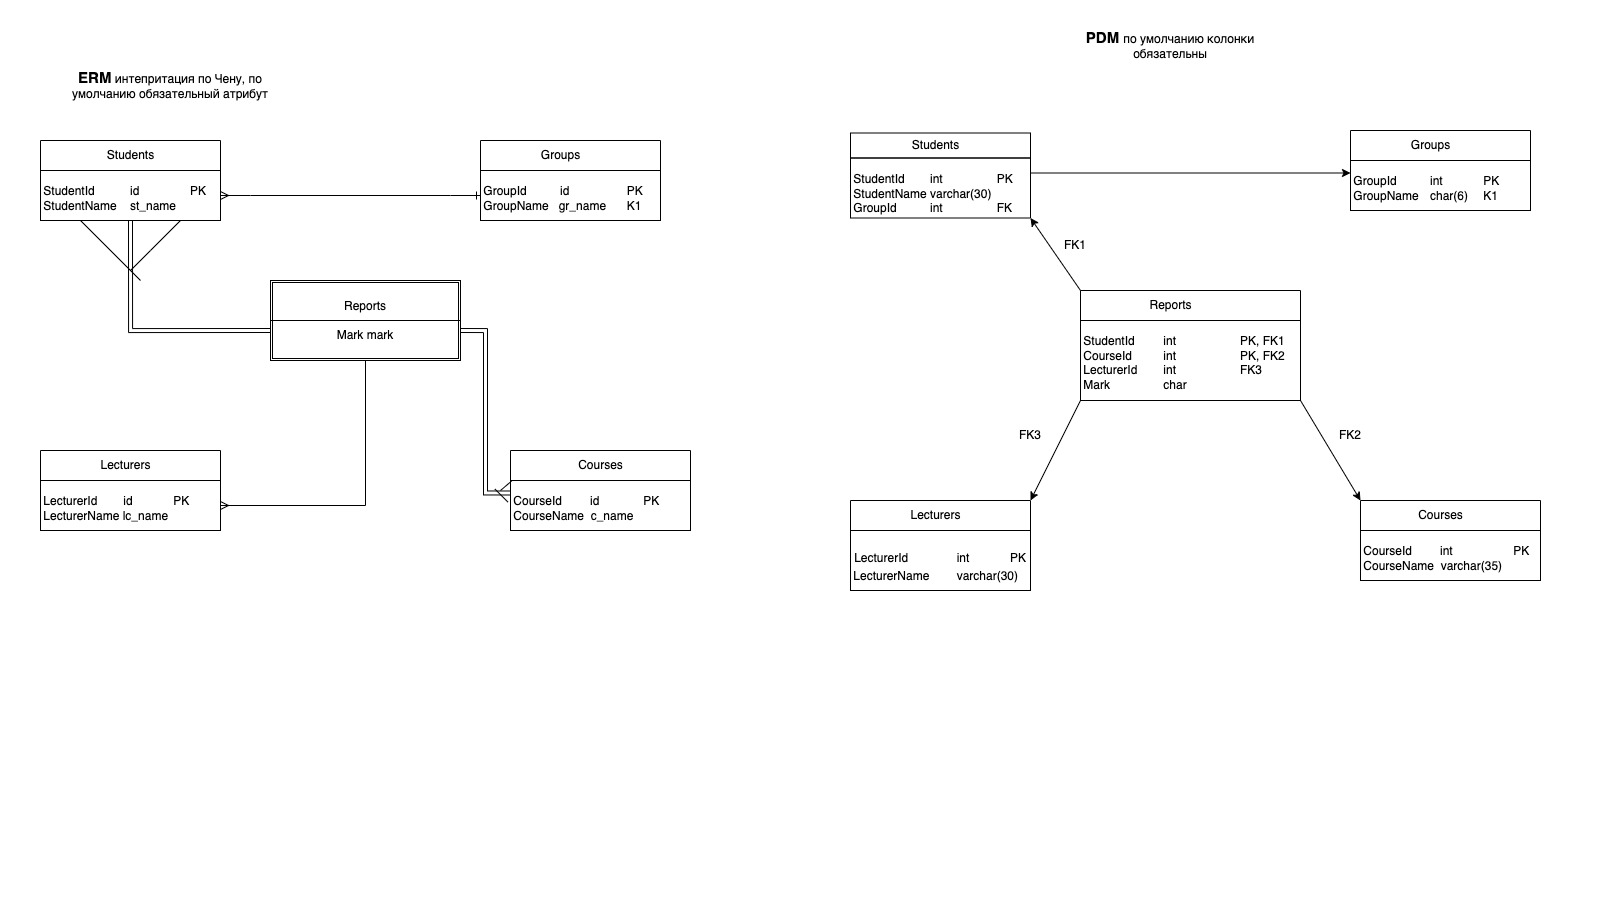 ERM интепритация по Чену, по
умолчанию обязательный атрибут
Students
StudentId id PK
StudentName st_name
Groups
GroupId id PK
GroupName gr_name K1
Reports
Mark mark
Lecturers
LecturerId id PK
LecturerName lc_name
Courses
CourseId id PK
CourseName c_name
PDM по умолчанию колонки
обязательны
Students
StudentId int PK
StudentName varchar(30)
GroupId int FK
Groups
GroupId int PK
GroupName char(6) K1
FK1
Reports
StudentId int PK, FK1
CourseId int PK, FK2
LecturerId int FK3
Mark char
FK3
FK2
Lecturers
LecturerId int PK
LecturerName varchar(30)
Courses
CourseId int PK
CourseName varchar(35)